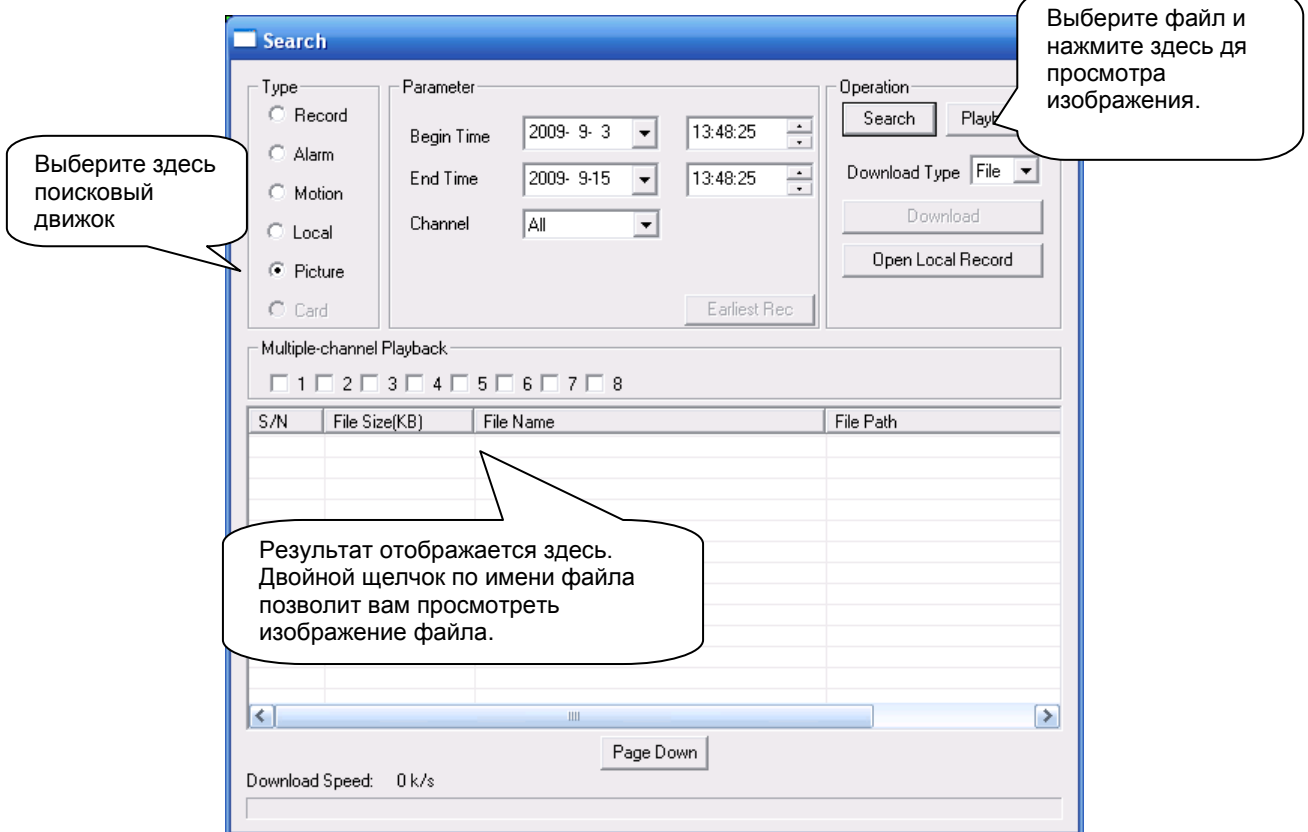 Search
Выберите файл и
нажмите здесь дя
просмотра
изображения.
Выберите здесь
поисковый
движок
Type
Record
Alarm
Motion
Local
Picture
Card
Parameter
Begin Time 2009- 9- 3 13:48:25
End Time 2009- 9-15 13:48:25
Channel All
Earliest Rec
Operation
Search
Download Type File
Download
Open Local Record
Multiple-channel Playback
1 2 3 4 5 6 7 8
S/N File Size(KB) File Name File Path
Результат отображается здесь.
Двойной щелчок по имени файла
позволит вам просмотреть
изображение файла.
Page Down
Download Speed: 0 k/s